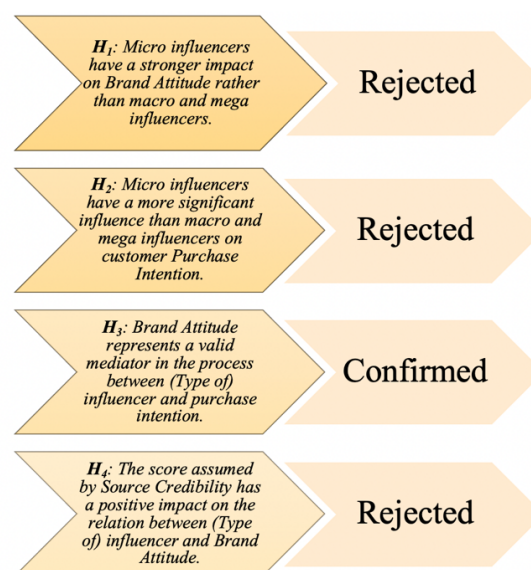 H1: Micro influencers
have a stronger impact
on Brand Attitude rather
than macro and mega
influencers.
Rejected
H2: Micro influencers
have a more significant
influence than macro and
mega influencers on
customer Purchase
Intention.
Rejected
H3: Brand Attitude
represents a valid
mediator in the process
between (Type of)
influencer and purchase
intention.
Confirmed
H4: The score assumed
by Source Credibility has
a positive impact on the
relation between (Type
of) influencer and Brand
Attitude.
Rejected